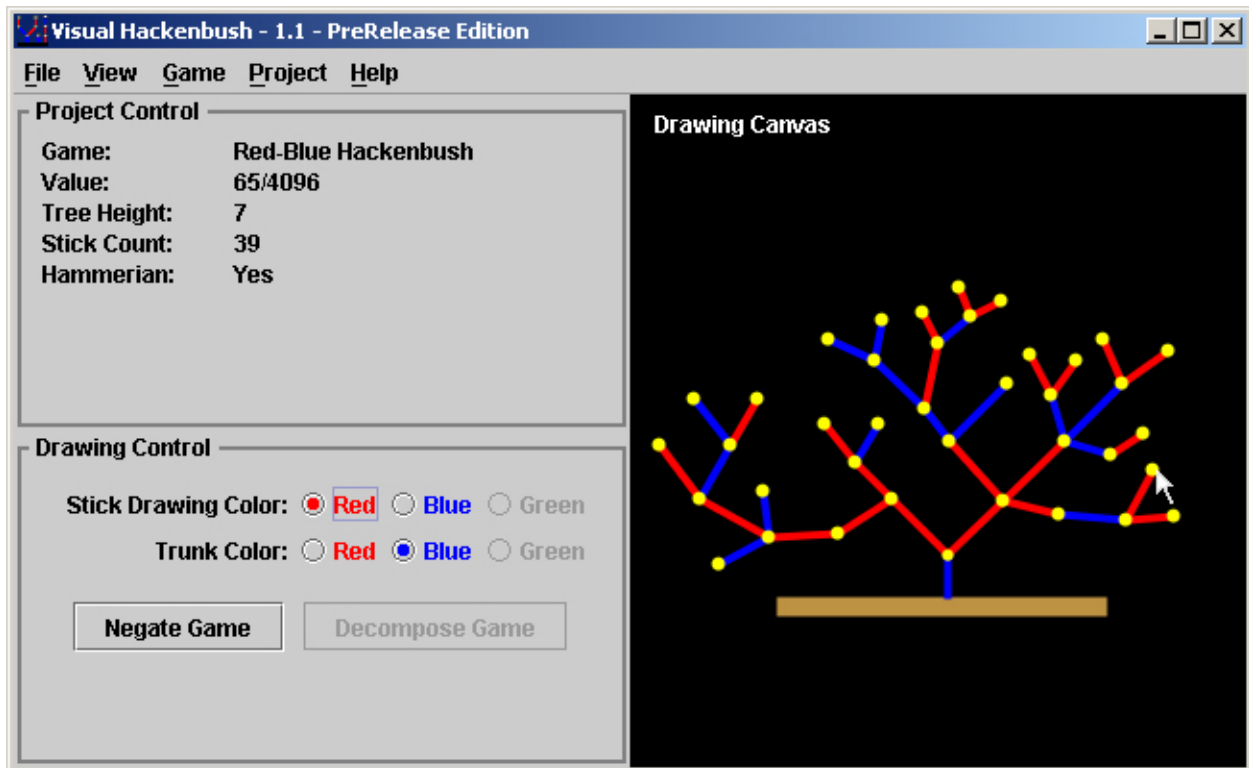 Visual Hackenbush - 1.1 - PreRelease Edition
File View Game Project Help
Project Control
Game: Red-Blue Hackenbush
Value: 65/4096
Tree Height: 7
Stick Count: 39
Hammerian: Yes
Drawing Control
Stick Drawing Color: Red Blue Green
Trunk Color: Red Blue Green
Negate Game Decompose Game
Drawing Canvas